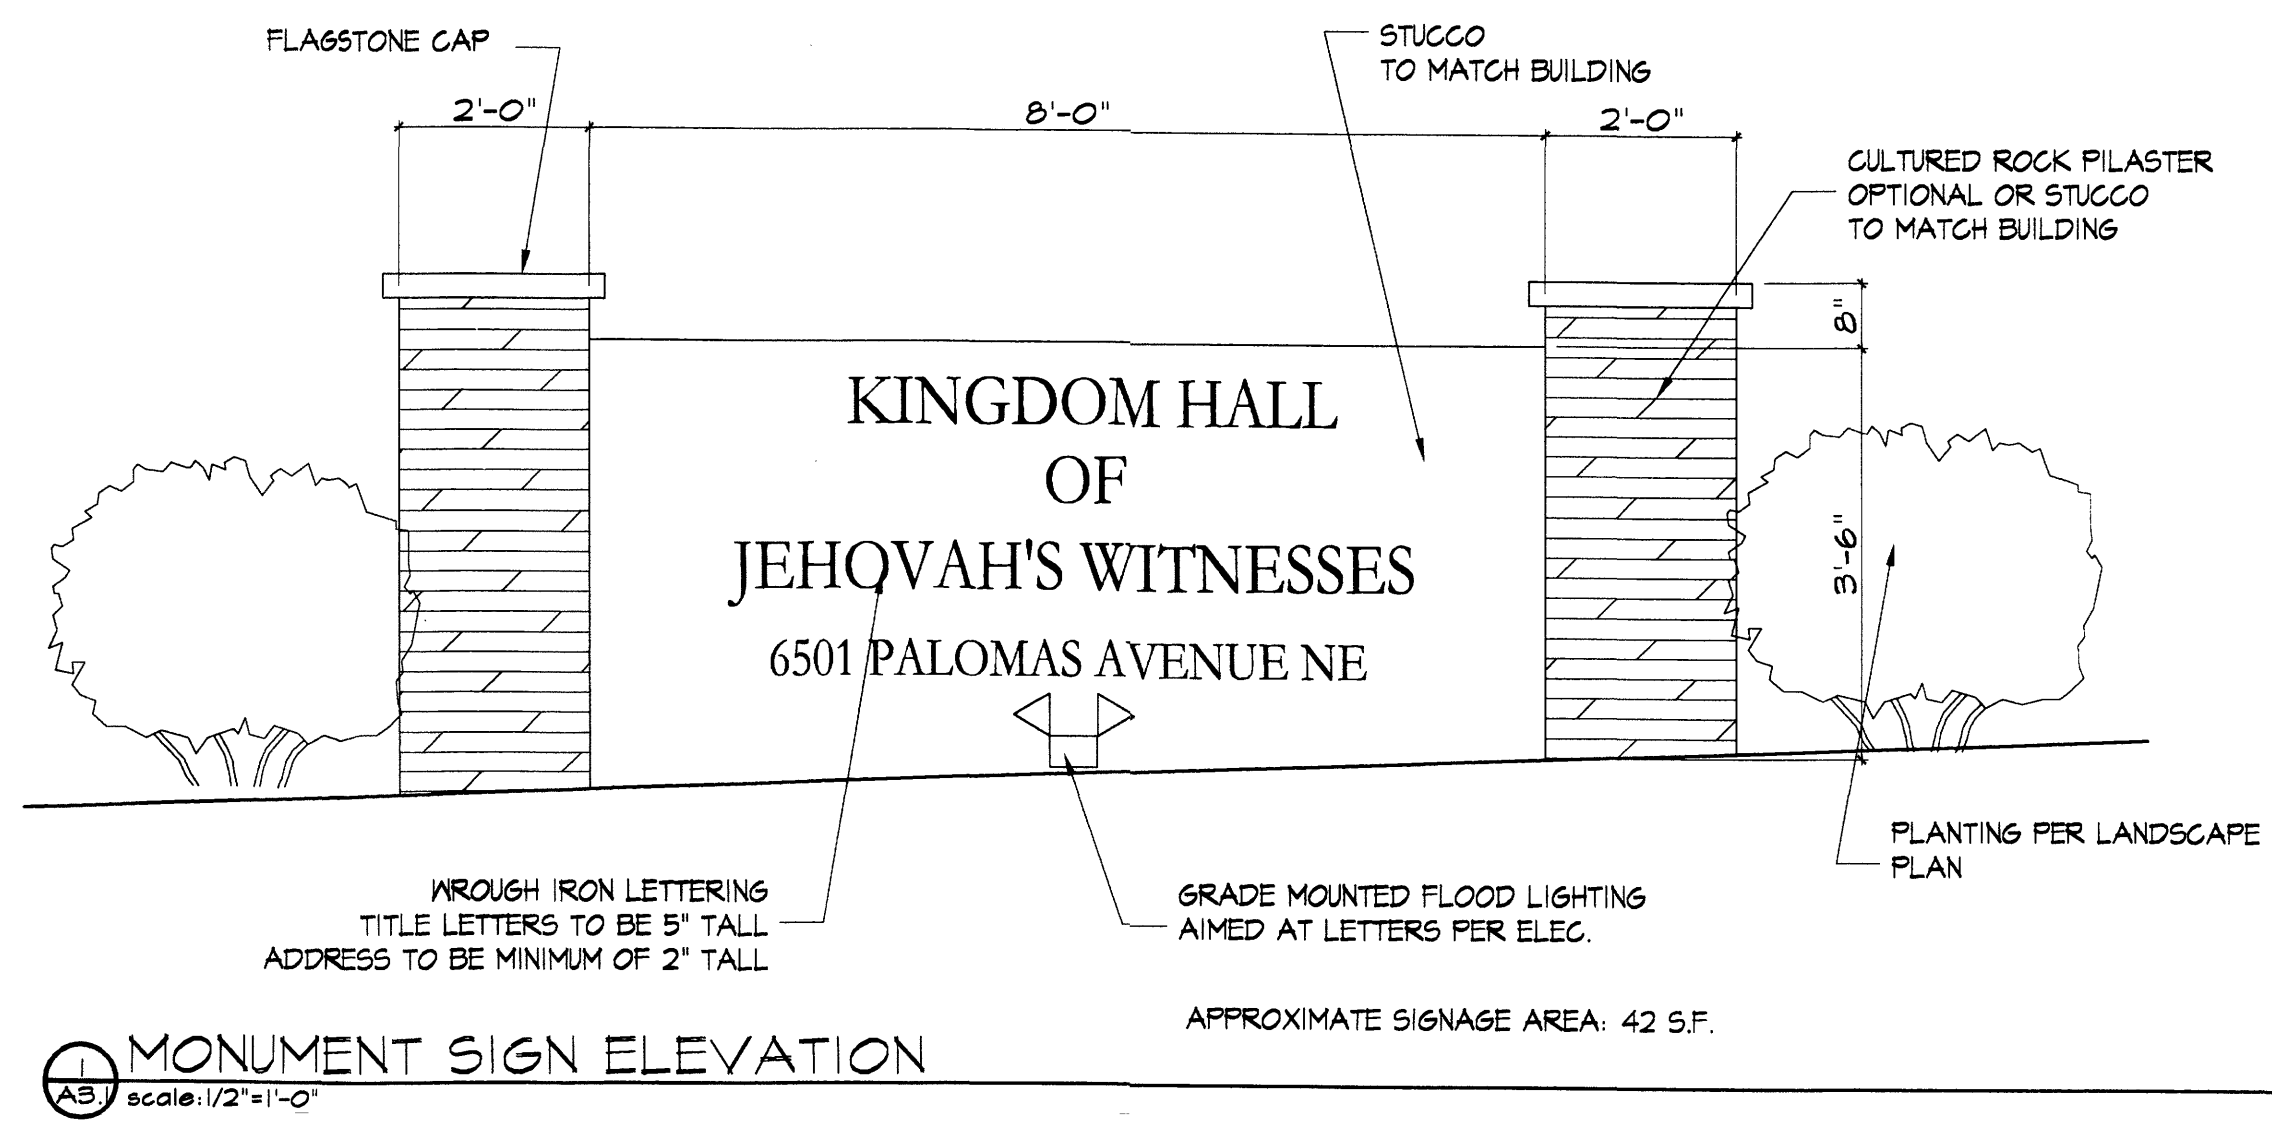 FLAGSTONE CAP
STUCCO
TO MATCH BUILDING
2'-0"
8'-0"
2'-0"
CULTURED ROCK PILASTER
OPTIONAL OR STUCCO
TO MATCH BUILDING
8"
KINGDOM HALL
OF
JEHOVAH'S WITNESSES
6501 PALOMAS AVENUE NE
3'-6"
PLANTING PER LANDSCAPE
PLAN
WROUGH IRON LETTERING
TITLE LETTERS TO BE 5" TALL
ADDRESS TO BE MINIMUM OF 2" TALL
GRADE MOUNTED FLOOD LIGHTING
AIMED AT LETTERS PER ELEC.
APPROXIMATE SIGNAGE AREA: 42 S.F.
1
A3.1
MONUMENT SIGN ELEVATION
scale:1/2"=1'-0"